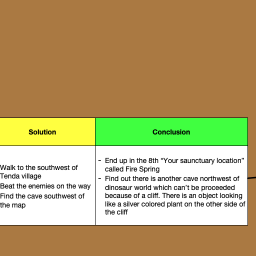 Solution
Conclusion
Walk to the southwest of
Tenda village
Beat the enemies on the way
Find the cave southwest of
the map
- End up in the 8th "Your saunctuary location"
called Fire Spring
- Find out there is another cave northwest of
dinosaur world which can't be proceeded
because of a cliff. There is an object looking
like a silver colored plant on the other side of
the cliff